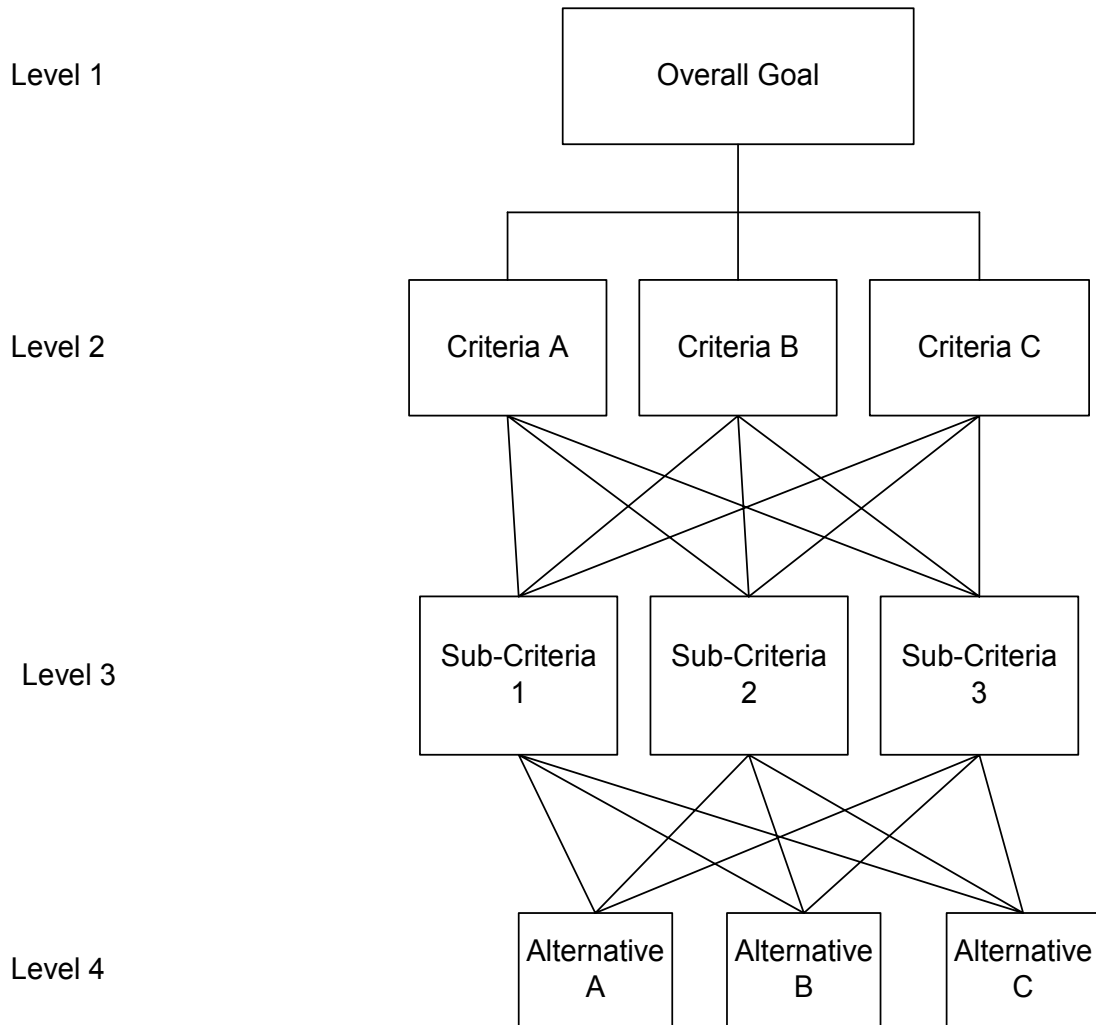 Level 1
Overall Goal
Level 2
Criteria A
Criteria B
Criteria C
Level 3
Sub-Criteria
1
Sub-Criteria
2
Sub-Criteria
3
Level 4
Alternative
A
Alternative
B
Alternative
C